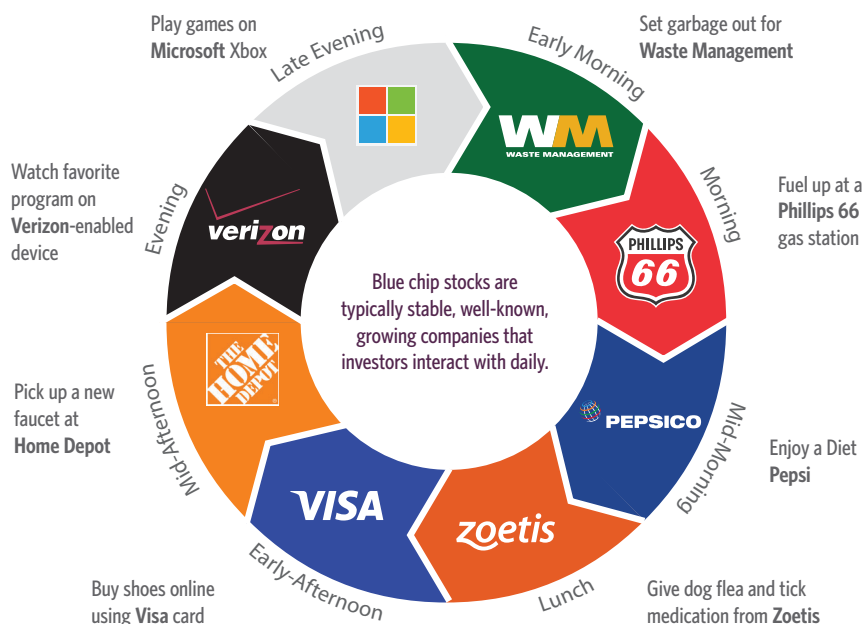 Play games on
Microsoft Xbox
Late Evening
Early Morning
Set garbage out for
Waste Management
WM
WASTE MANAGEMENT
Watch favorite
program on
Verizon-enabled
device
Evening
verizon
Morning
PHILLIPS
66
Fuel up at a
Phillips 66
gas station
Blue chip stocks are
typically stable, well-known,
growing companies that
investors interact with daily.
Pick up a new
faucet at
Home Depot
Mid-Afternoon
THE
HOME
DEPOT
PEPSICO
Mid-Morning
Enjoy a Diet
Pepsi
VISA
zoetis
Early-Afternoon
Lunch
Buy shoes online
using Visa card
Give dog flea and tick
medication from Zoetis